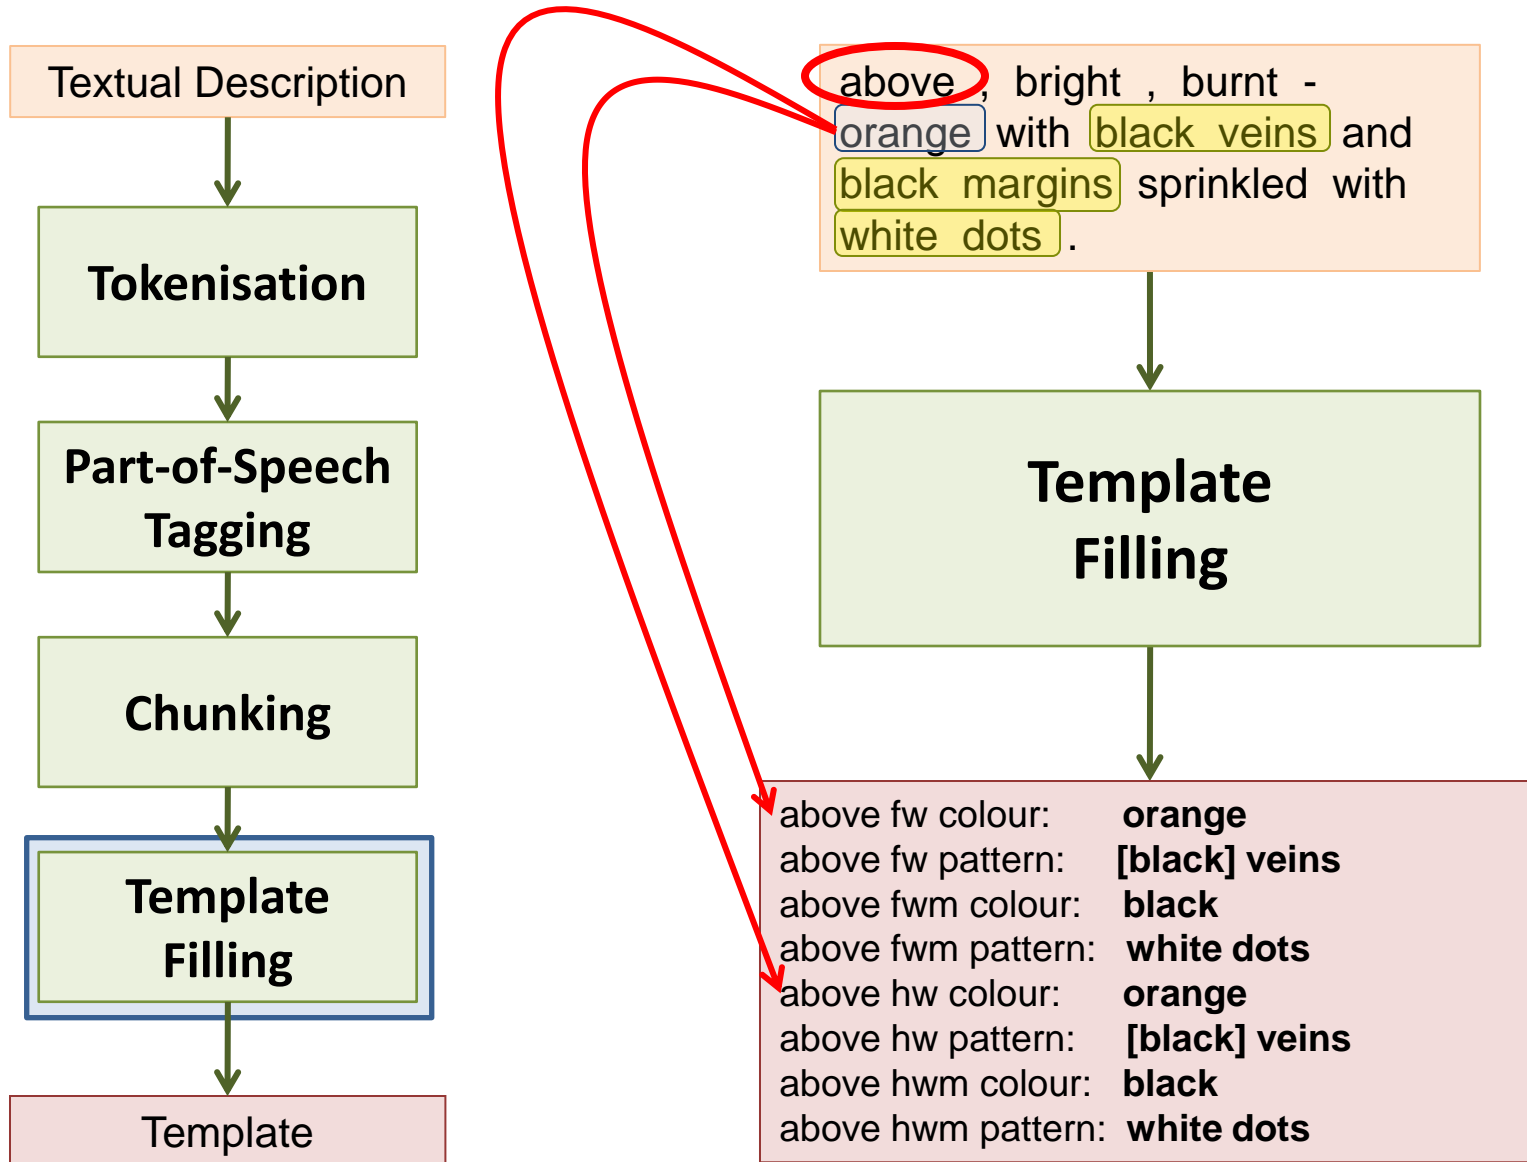 Textual Description
Tokenisation
Part-of-Speech
Tagging
Chunking
Template
Filling
Template
above , bright , burnt -
orange with black veins and
black margins sprinkled with
white dots .
Template
Filling
above fw colour: orange
above fw pattern: [black] veins
above fwm colour: black
above fwm pattern: white dots
above hw colour: orange
above hw pattern: [black] veins
above hwm colour: black
above hwm pattern: white dots